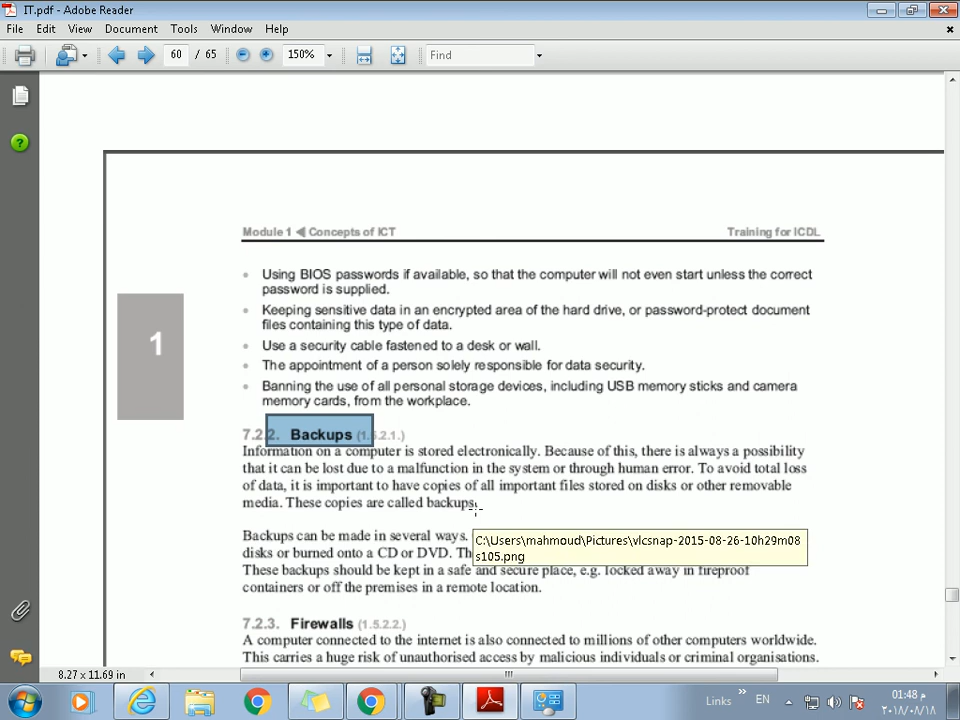 IT.pdf - Adobe Reader
File Edit View Document Tools Window Help
60 / 65 150% Find
Module 1 ◀ Concepts of ICT Training for ICDL
• Using BIOS passwords if available, so that the computer will not even start unless the correct
password is supplied.
• Keeping sensitive data in an encrypted area of the hard drive, or password-protect document
files containing this type of data.
• Use a security cable fastened to a desk or wall.
• The appointment of a person solely responsible for data security.
• Banning the use of all personal storage devices, including USB memory sticks and camera
memory cards, from the workplace.
1
7.2.2. Backups (1.5.2.1.)
Information on a computer is stored electronically. Because of this, there is always a possibility
that it can be lost due to a malfunction in the system or through human error. To avoid total loss
of data, it is important to have copies of all important files stored on disks or other removable
media. These copies are called backups.
Backups can be made in several ways.
C:\Users\mahmoud\Pictures\vlcsnap-2015-08-26-10h29m08
s105.png
disks or burned onto a CD or DVD. Th
These backups should be kept in a safe and secure place, e.g. locked away in fireproof
containers or off the premises in a remote location.
7.2.3. Firewalls (1.5.2.2.)
A computer connected to the internet is also connected to millions of other computers worldwide.
This carries a huge risk of unauthorised access by malicious individuals or criminal organisations.
8.27 x 11.69 in
Links » EN 01:48 م
٢٠١٨/٠٨/١٨